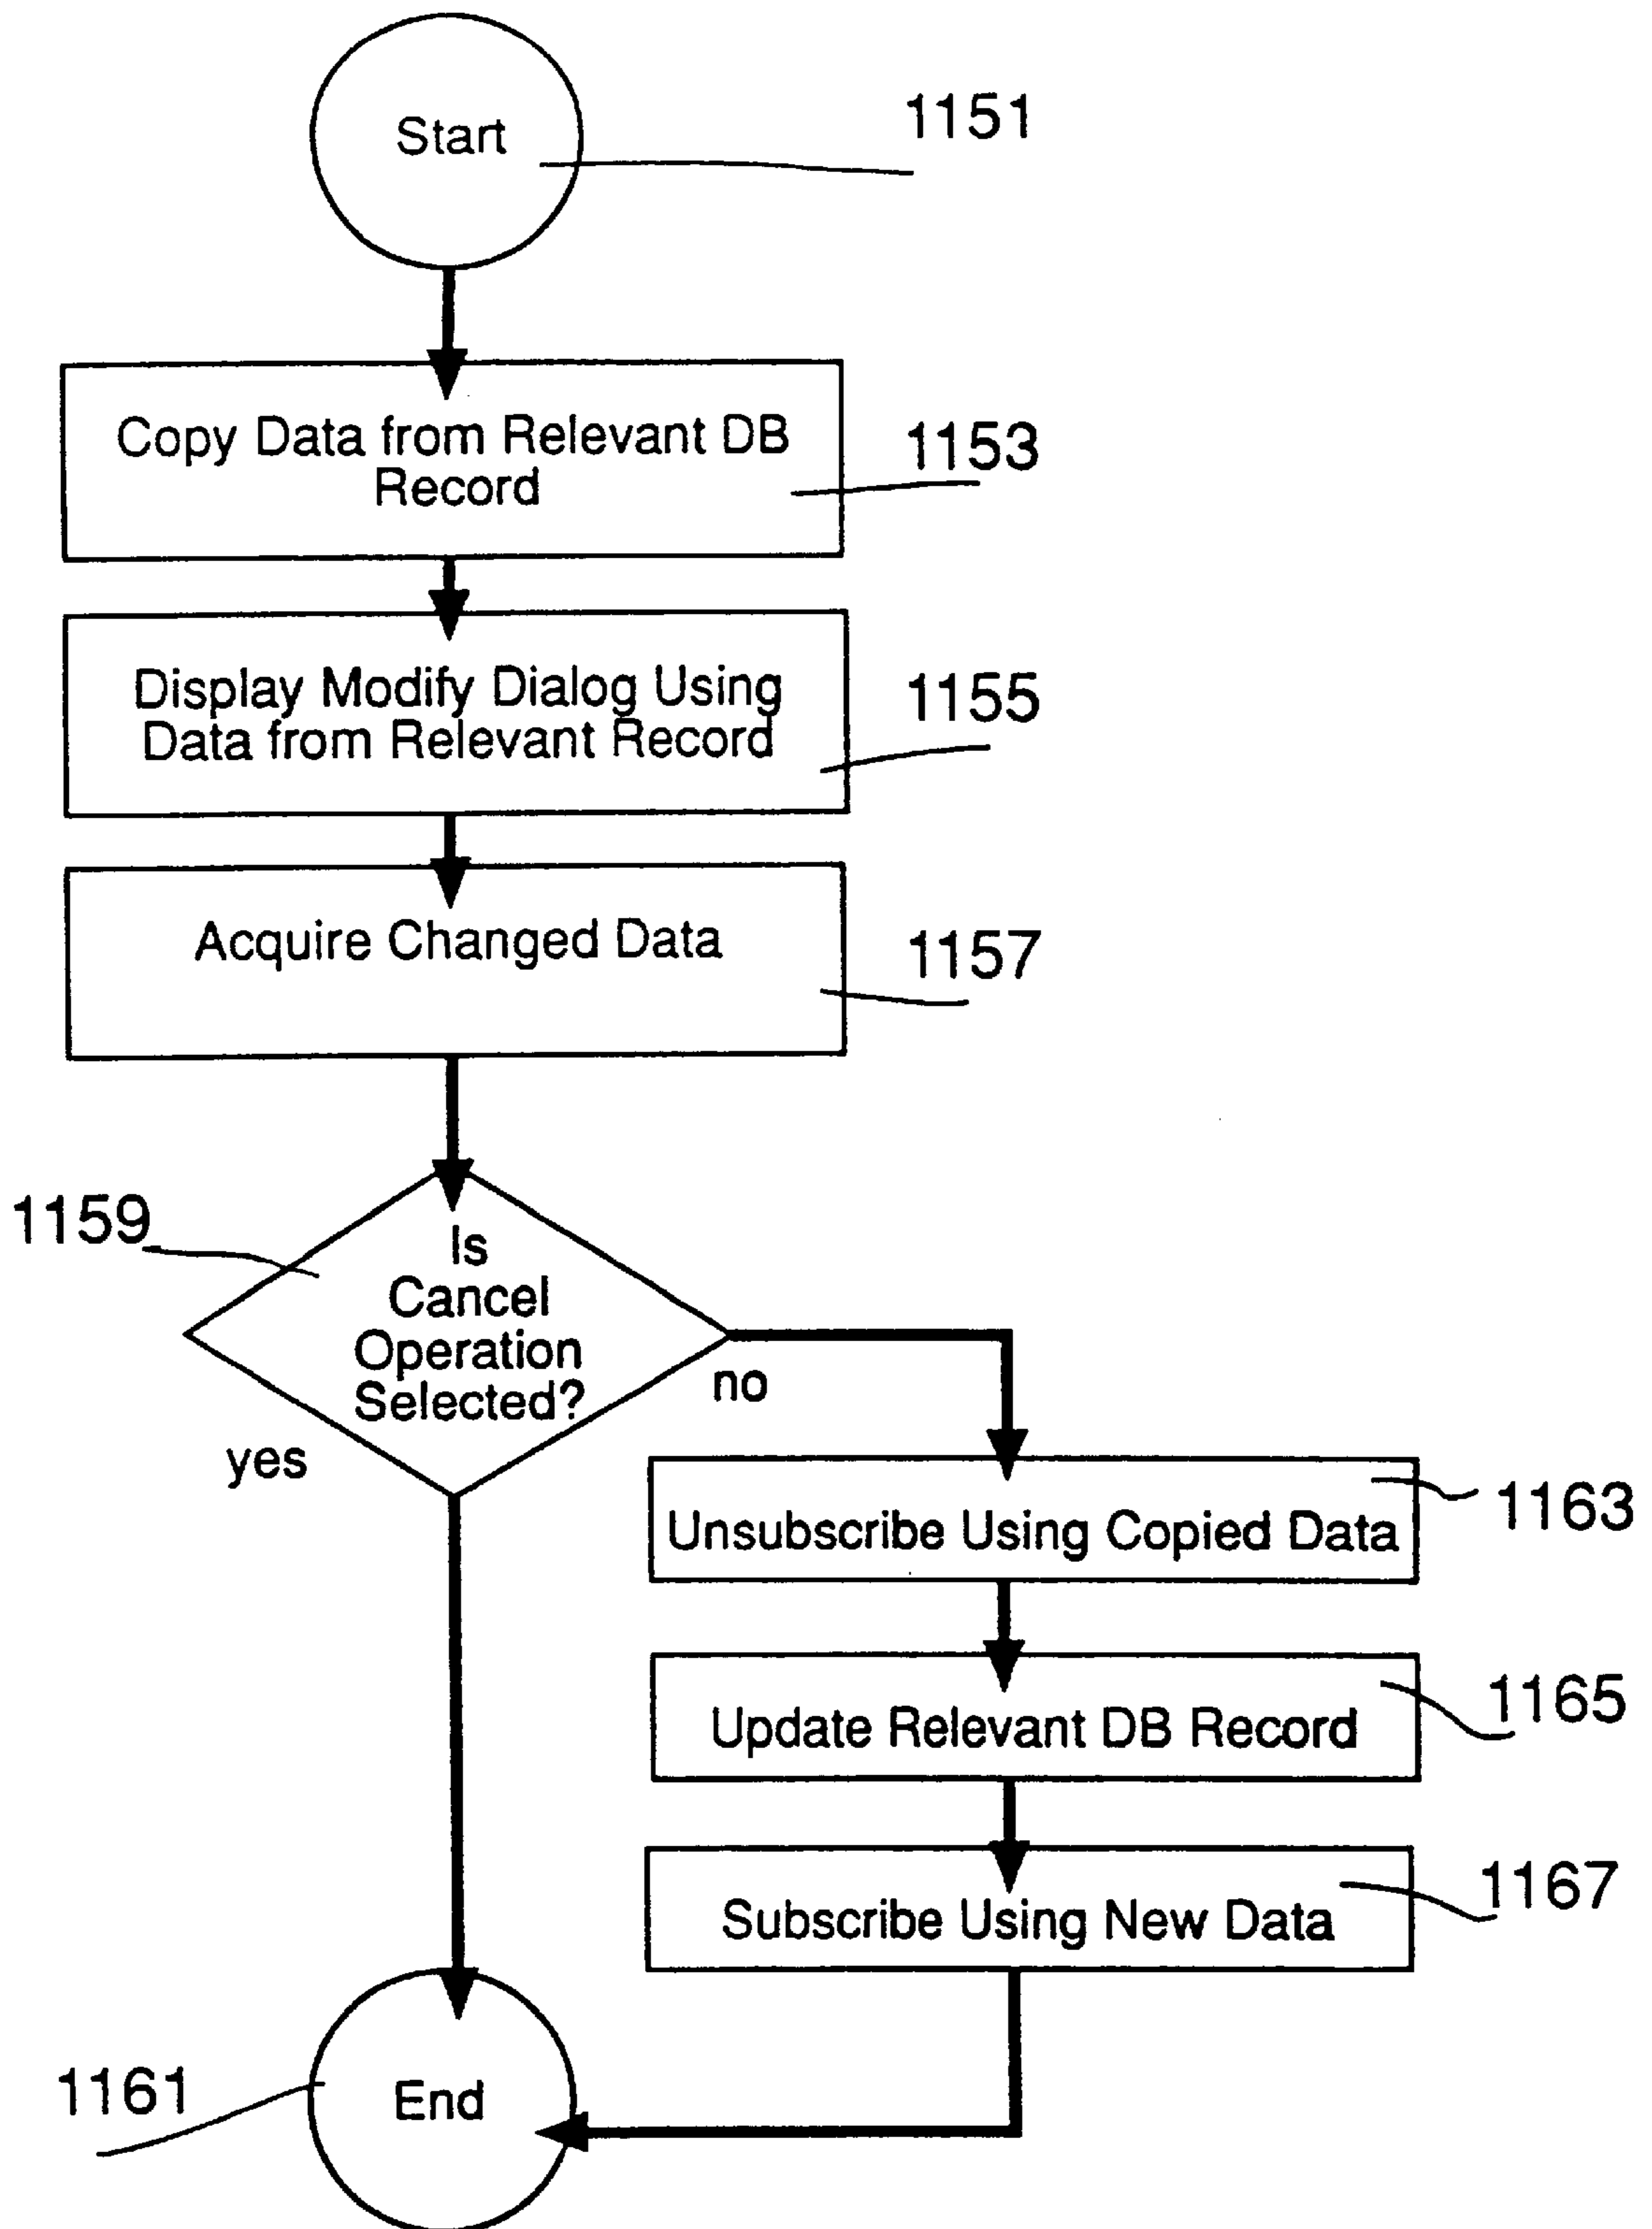 Start
1151
Copy Data from Relevant DB
Record
1153
Display Modify Dialog Using
Data from Relevant Record
1155
Acquire Changed Data
1157
1159
Is
Cancel
Operation
Selected?
no
yes
Unsubscribe Using Copied Data
1163
Update Relevant DB Record
1165
Subscribe Using New Data
1167
End
1161